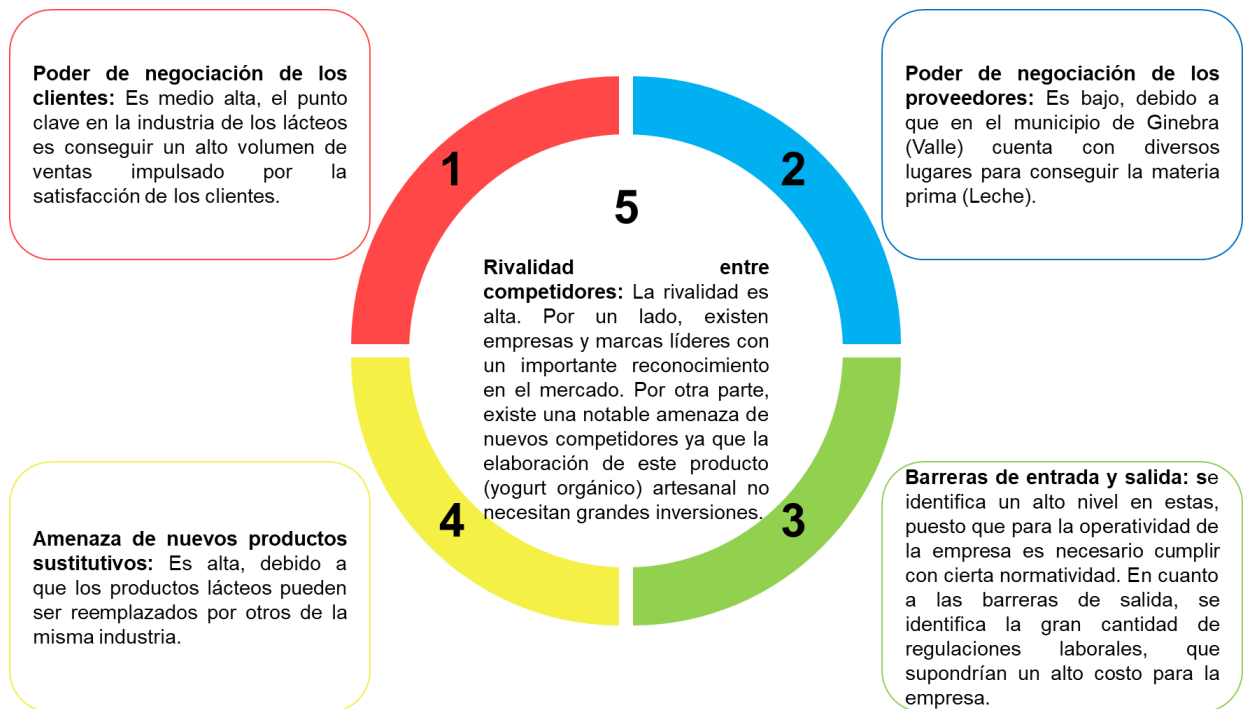 1
Poder de negociación de los
clientes: Es medio alta, el punto
clave en la industria de los lácteos
es conseguir un alto volumen de
ventas impulsado por la
satisfacción de los clientes.
2
Poder de negociación de los
proveedores: Es bajo, debido a
que en el municipio de Ginebra
(Valle) cuenta con diversos
lugares para conseguir la materia
prima (Leche).
5
Rivalidad entre
competidores: La rivalidad es
alta. Por un lado, existen
empresas y marcas líderes con
un importante reconocimiento
en el mercado. Por otra parte,
existe una notable amenaza de
nuevos competidores ya que la
elaboración de este producto
(yogurt orgánico) artesanal no
necesitan grandes inversiones.
4
Amenaza de nuevos productos
sustitutivos: Es alta, debido a
que los productos lácteos pueden
ser reemplazados por otros de la
misma industria.
3
Barreras de entrada y salida: se
identifica un alto nivel en estas,
puesto que para la operatividad de
la empresa es necesario cumplir
con cierta normatividad. En cuanto
a las barreras de salida, se
identifica la gran cantidad de
regulaciones laborales, que
supondrían un alto costo para la
empresa.